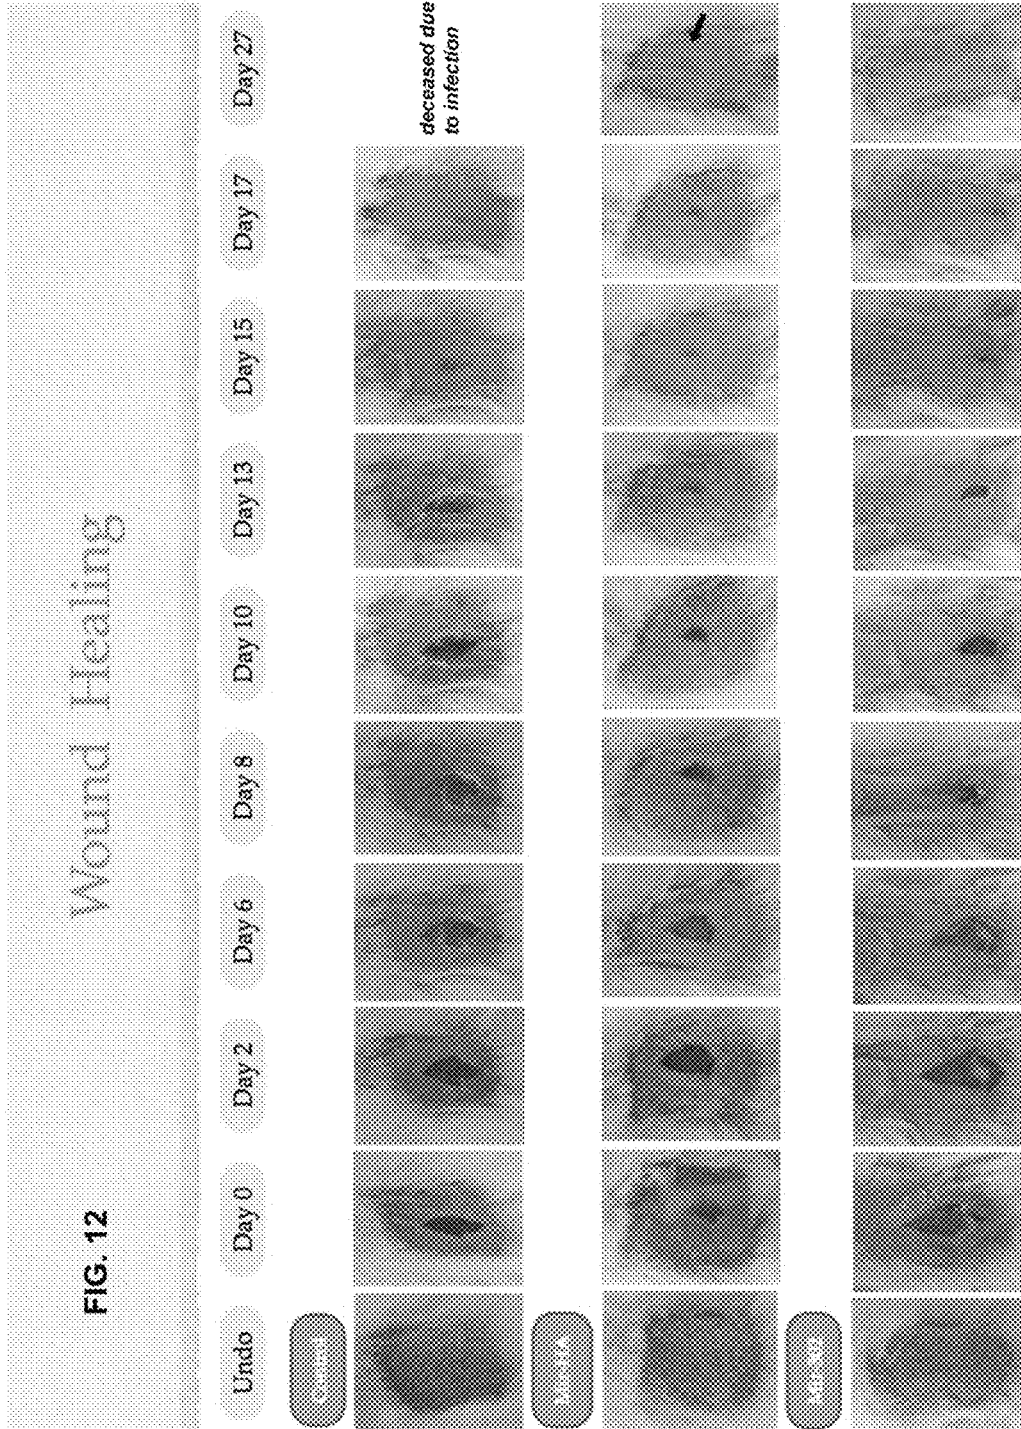 FIG. 12
Wound Healing
Undo
Day 0
Day 2
Day 6
Day 8
Day 10
Day 13
Day 15
Day 17
Day 27
Control
deceased due
to infection